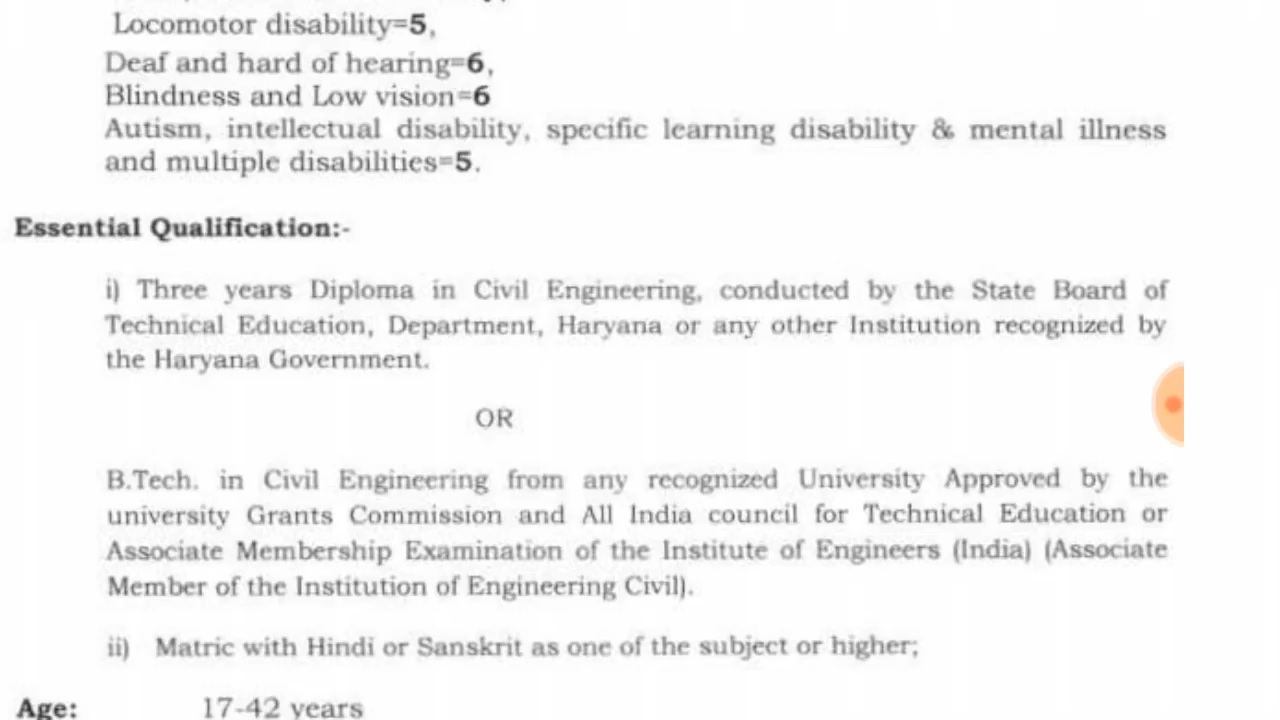 Locomotor disability=5,
Deaf and hard of hearing=6,
Blindness and Low vision=6
Autism, intellectual disability, specific learning disability & mental illness
and multiple disabilities=5.
Essential Qualification:-
i) Three years Diploma in Civil Engineering, conducted by the State Board of
Technical Education, Department, Haryana or any other Institution recognized by
the Haryana Government.
OR
B.Tech. in Civil Engineering from any recognized University Approved by the
university Grants Commission and All India council for Technical Education or
Associate Membership Examination of the Institute of Engineers (India) (Associate
Member of the Institution of Engineering Civil).
ii) Matric with Hindi or Sanskrit as one of the subject or higher;
Age: 17-42 years